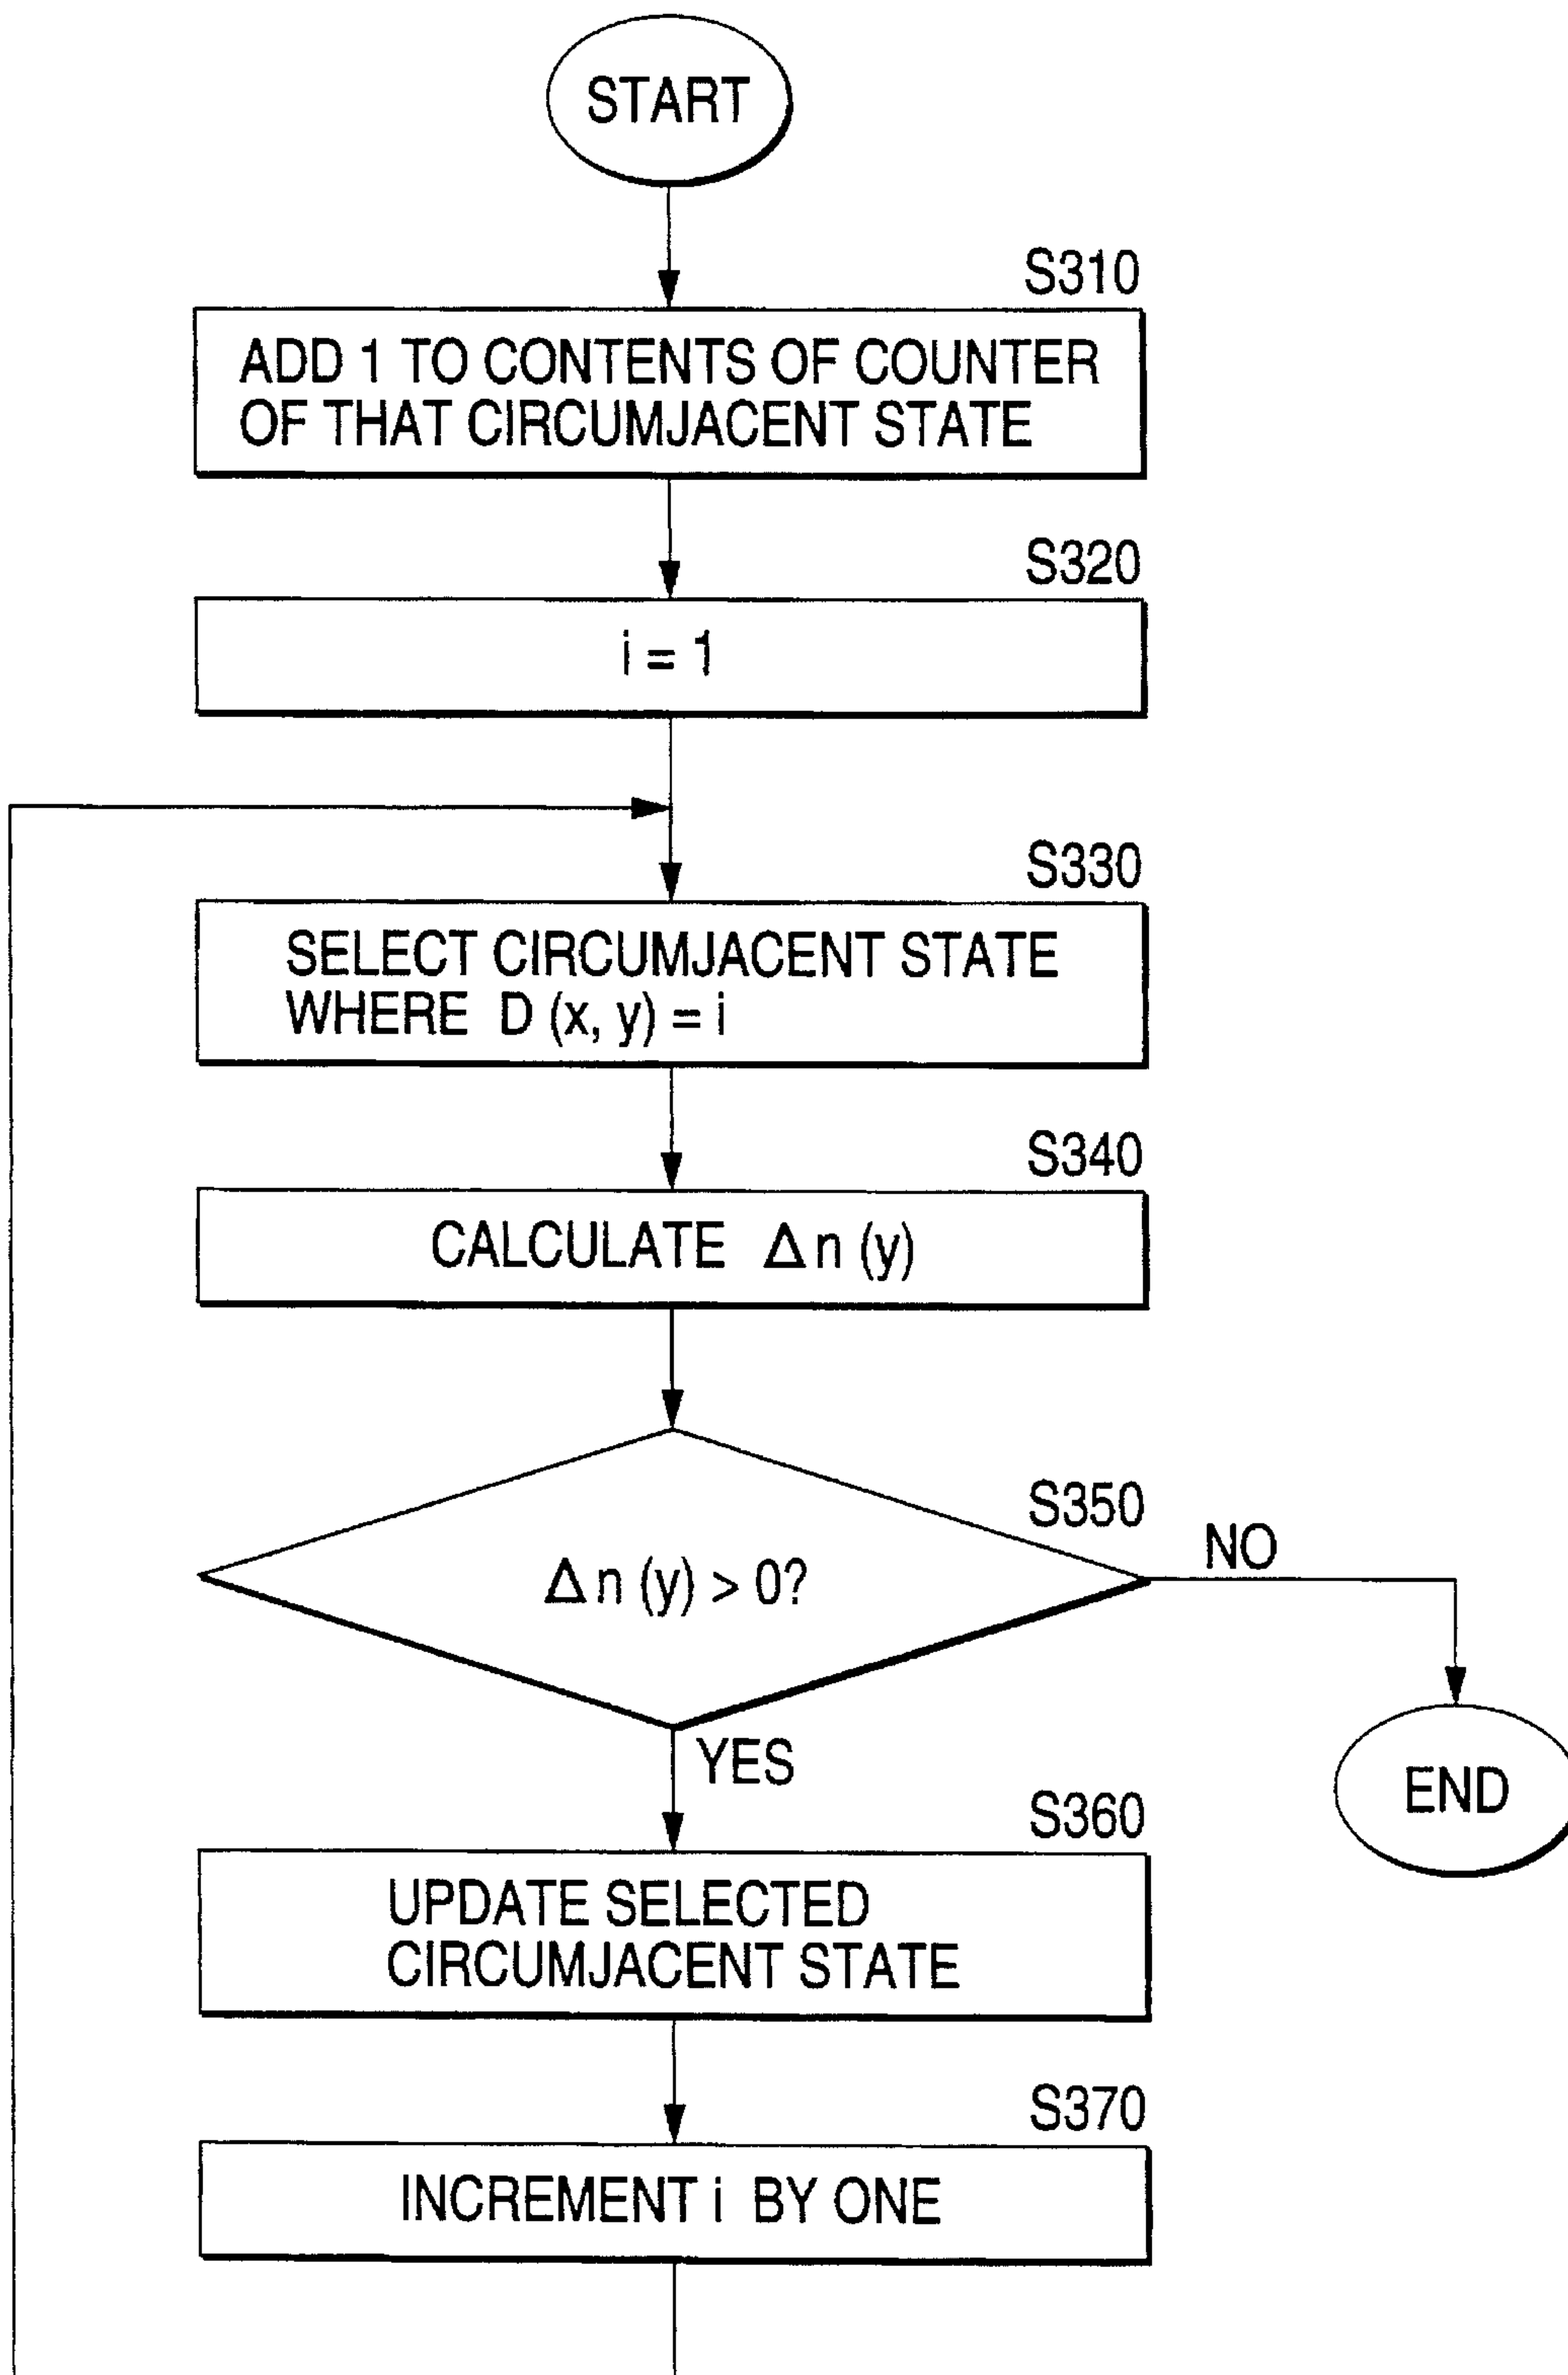 START
S310
ADD 1 TO CONTENTS OF COUNTER
OF THAT CIRCUMJACENT STATE
S320
i = 1
S330
SELECT CIRCUMJACENT STATE
WHERE D (x, y) = i
S340
CALCULATE Δn (y)
S350
Δn (y) > 0?
NO
YES
END
S360
UPDATE SELECTED
CIRCUMJACENT STATE
S370
INCREMENT i BY ONE